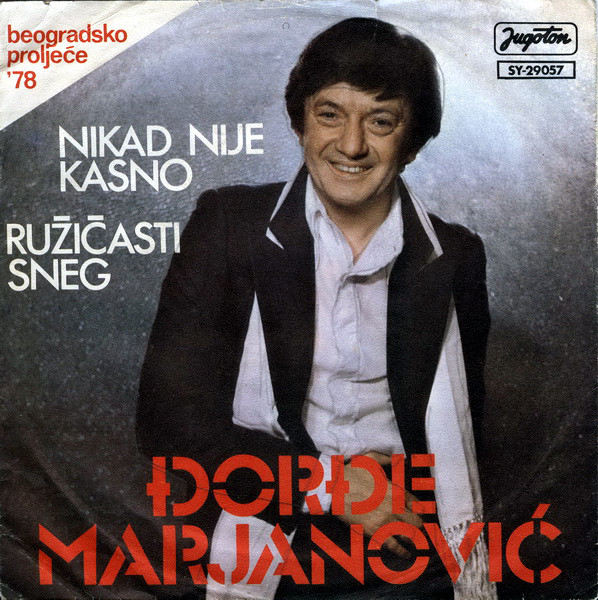 beogradsko
proljeće
'78
Jugoton
SY-29057
NIKAD NIJE
KASNO
RUŽIČASTI
SNEG
ĐORĐE
MARJANOVIĆ